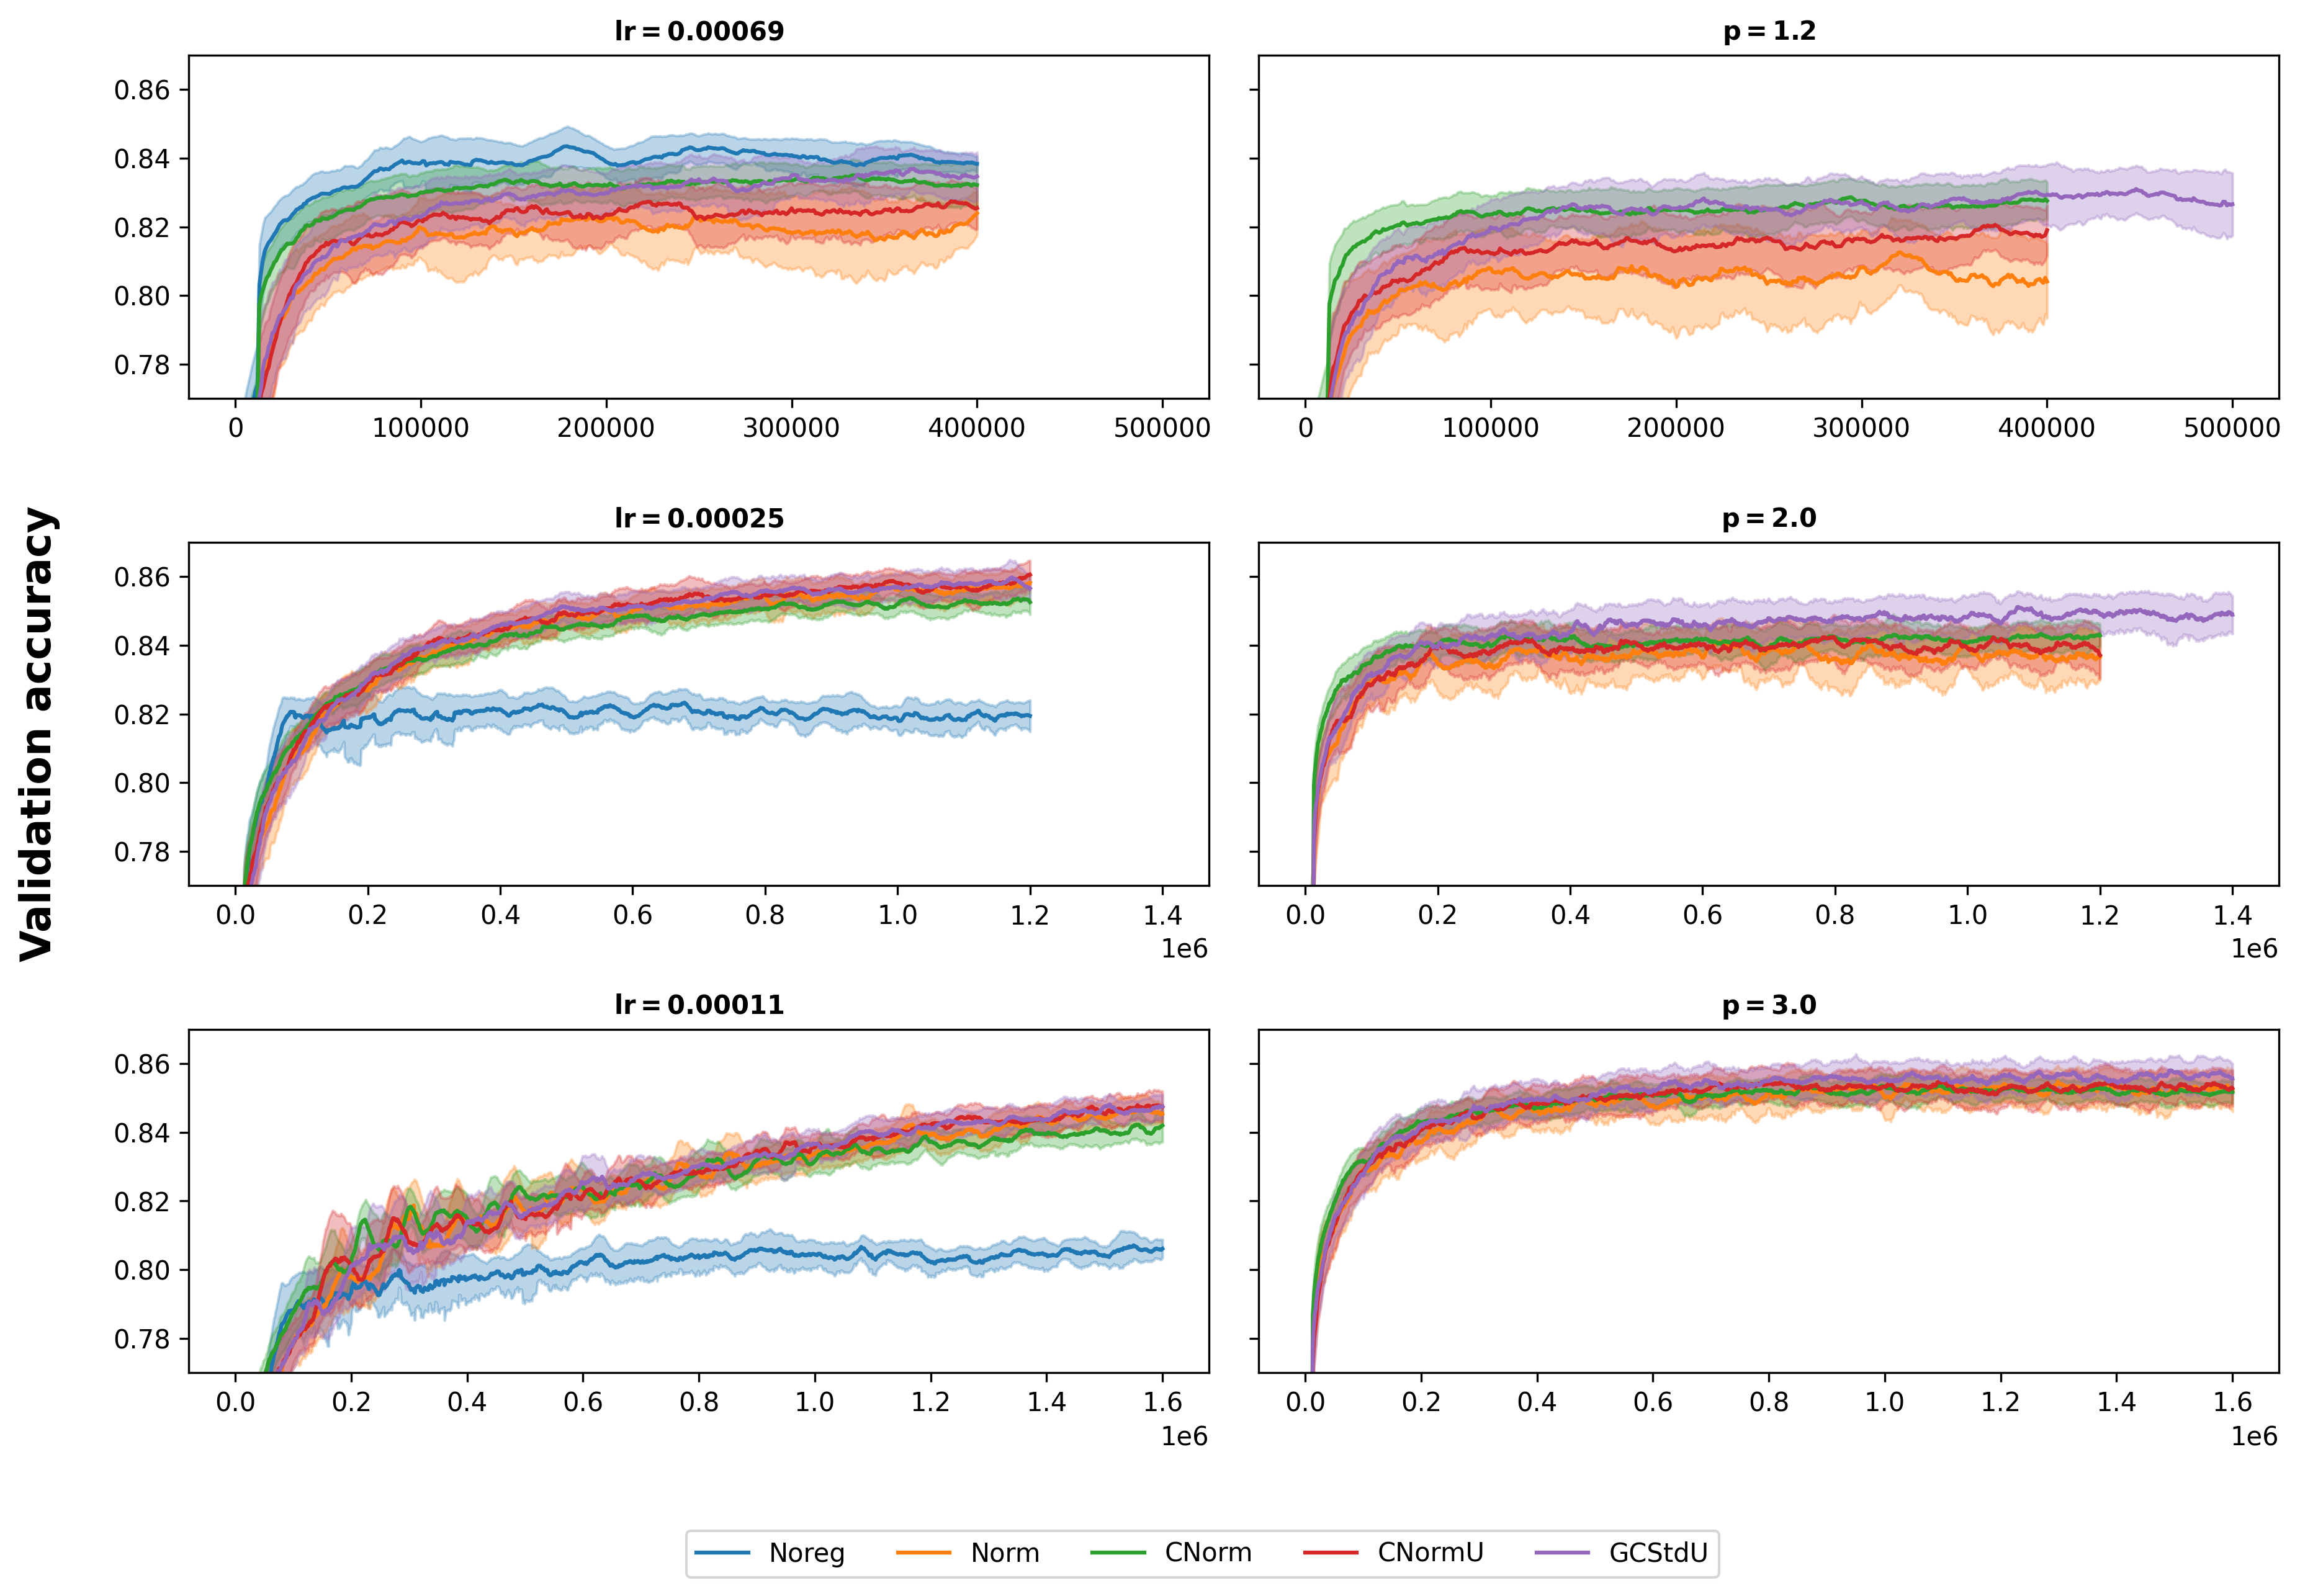 lr = 0.00069
p = 1.2
0.86
0.84
0.82
0.80
0.78
0 100000 200000 300000 400000 500000
0 100000 200000 300000 400000 500000
Validation accuracy
lr = 0.00025
p = 2.0
0.86
0.84
0.82
0.80
0.78
0.0 0.2 0.4 0.6 0.8 1.0 1.2 1.4
1e6
0.0 0.2 0.4 0.6 0.8 1.0 1.2 1.4
1e6
lr = 0.00011
p = 3.0
0.86
0.84
0.82
0.80
0.78
0.0 0.2 0.4 0.6 0.8 1.0 1.2 1.4 1.6
1e6
0.0 0.2 0.4 0.6 0.8 1.0 1.2 1.4 1.6
1e6
Noreg Norm CNorm CNormU GCStdU